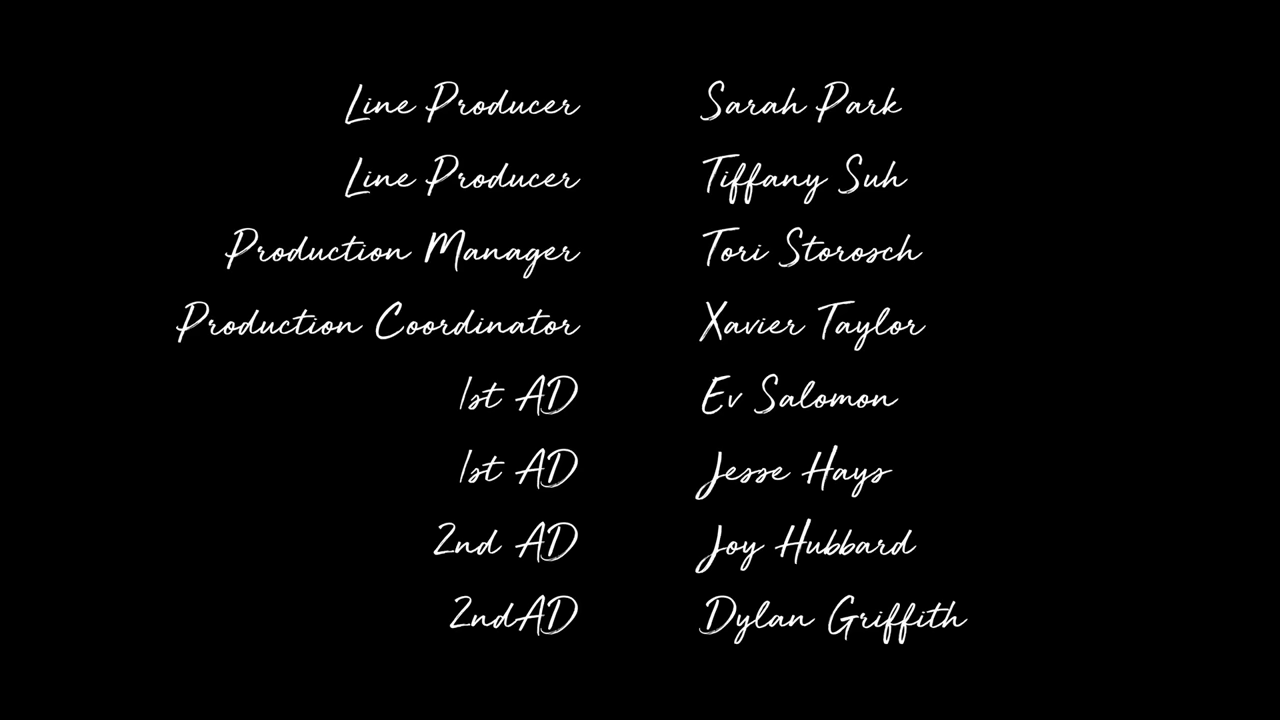 Line Producer Sarah Park
Line Producer Tiffany Suh
Production Manager Tori Storosch
Production Coordinator Xavier Taylor
1st AD Ev Salomon
1st AD Jesse Hays
2nd AD Joy Hubbard
2ndAD Dylan Griffith